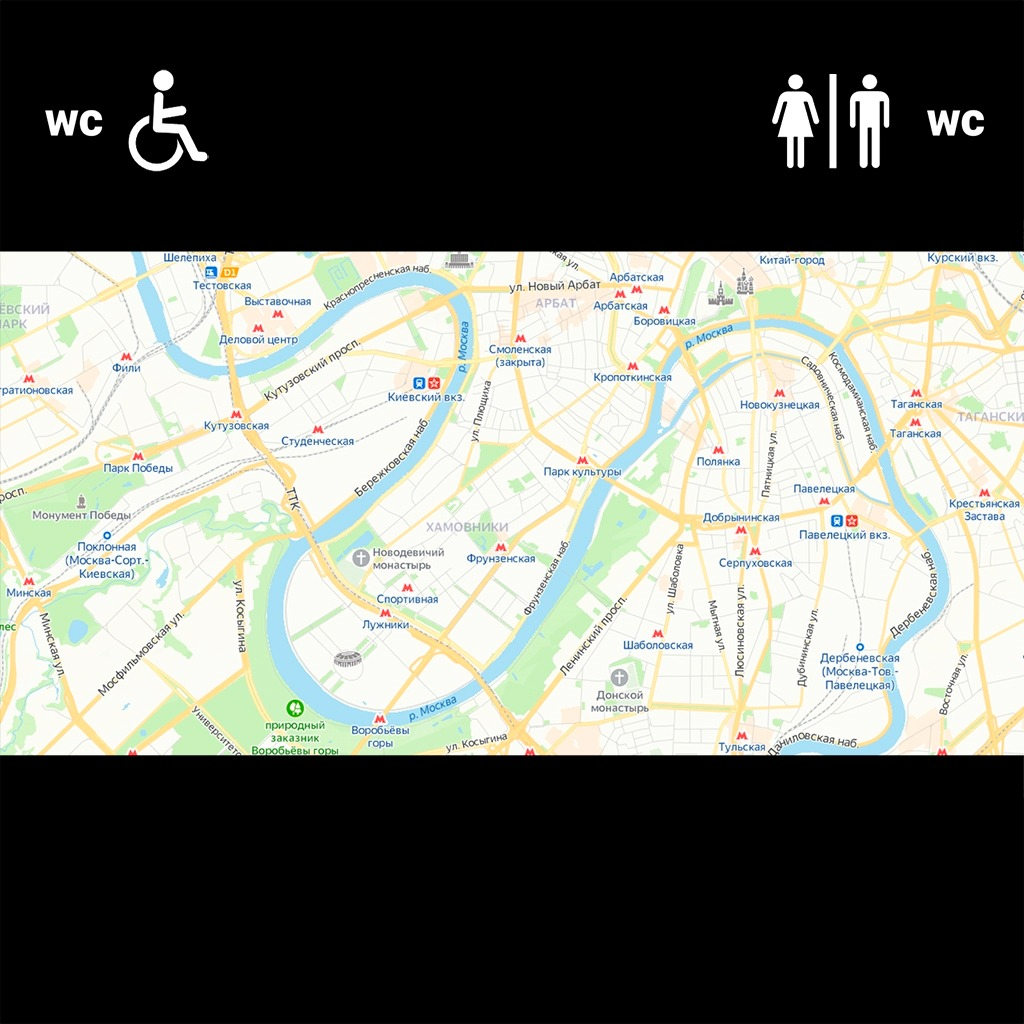 WC
WC
Шелепиха
D1
Тестовская
Выставочная
Деловой центр
Краснопресненская наб.
ул. Новый Арбат
АРБАТ
Арбатская
Арбатская
Боровицкая
Китай-город
Курский вкз.
ЁВСКИЙ
ПАРК
Фили
Кутузовский просп.
р. Москва
Смоленская
(закрыта)
р. Москва
Кропоткинская
Киевский вкз.
ул. Плющиха
Садовническая наб.
Космодамианская наб.
Новокузнецкая
Таганская
Таганская
ТАГАНСКИ
гратионовская
Кутузовская
Студенческая
Парк Победы
Бережковская наб.
Парк культуры
Полянка
Пятницкая ул.
Павелецкая
Крестьянская
Застава
росп.
Монумент Победы
ТТК
Поклонная
(Москва-Сорт.-
Киевская)
ХАМОВНИКИ
Новодевичий
монастырь
Фрунзенская
Добрынинская
Павелецкий вкз.
Серпуховская
Минская
Спортивная
Лужники
Фрунзенская наб.
ул. Косыгина
Мосфильмовская ул.
Минская ул.
лес
Ленинский просп.
ул. Шаболовка
Мытная ул.
Люсиновская ул.
Дубининская ул.
Дербеневская наб.
Шаболовская
Дербеневская
(Москва-Тов.-
Павелецкая)
Донской
монастырь
Восточная ул.
Университетс
природный
заказник
Воробьёвы горы
Воробьёвы
горы
р. Москва
ул. Косыгина
Тульская
Даниловская наб.